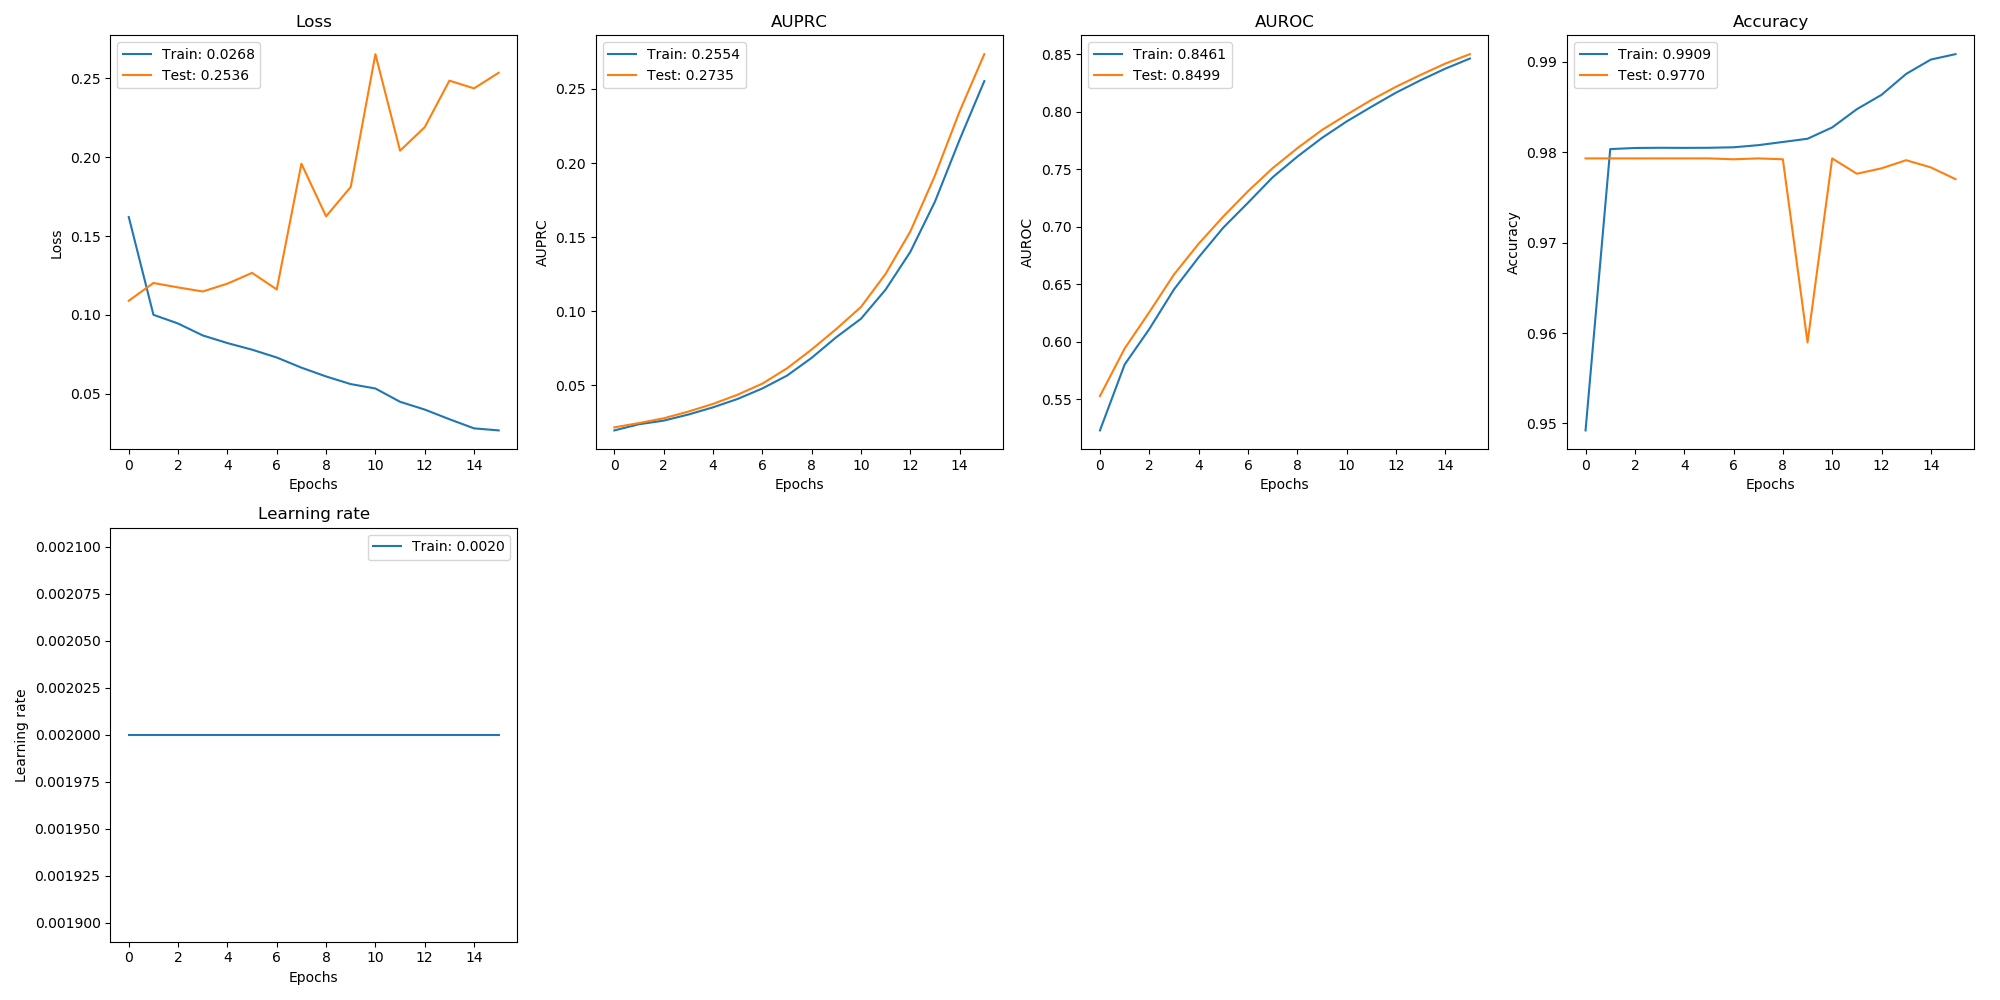 Loss
Train: 0.0268
Test: 0.2536
0.25
0.20
0.15
0.10
0.05
Loss
0 2 4 6 8 10 12 14
Epochs
AUPRC
Train: 0.2554
Test: 0.2735
0.25
0.20
0.15
0.10
0.05
AUPRC
0 2 4 6 8 10 12 14
Epochs
AUROC
Train: 0.8461
Test: 0.8499
0.85
0.80
0.75
0.70
0.65
0.60
0.55
AUROC
0 2 4 6 8 10 12 14
Epochs
Accuracy
Train: 0.9909
Test: 0.9770
0.99
0.98
0.97
0.96
0.95
Accuracy
0 2 4 6 8 10 12 14
Epochs
Learning rate
Train: 0.0020
0.002100
0.002075
0.002050
0.002025
0.002000
0.001975
0.001950
0.001925
0.001900
Learning rate
0 2 4 6 8 10 12 14
Epochs